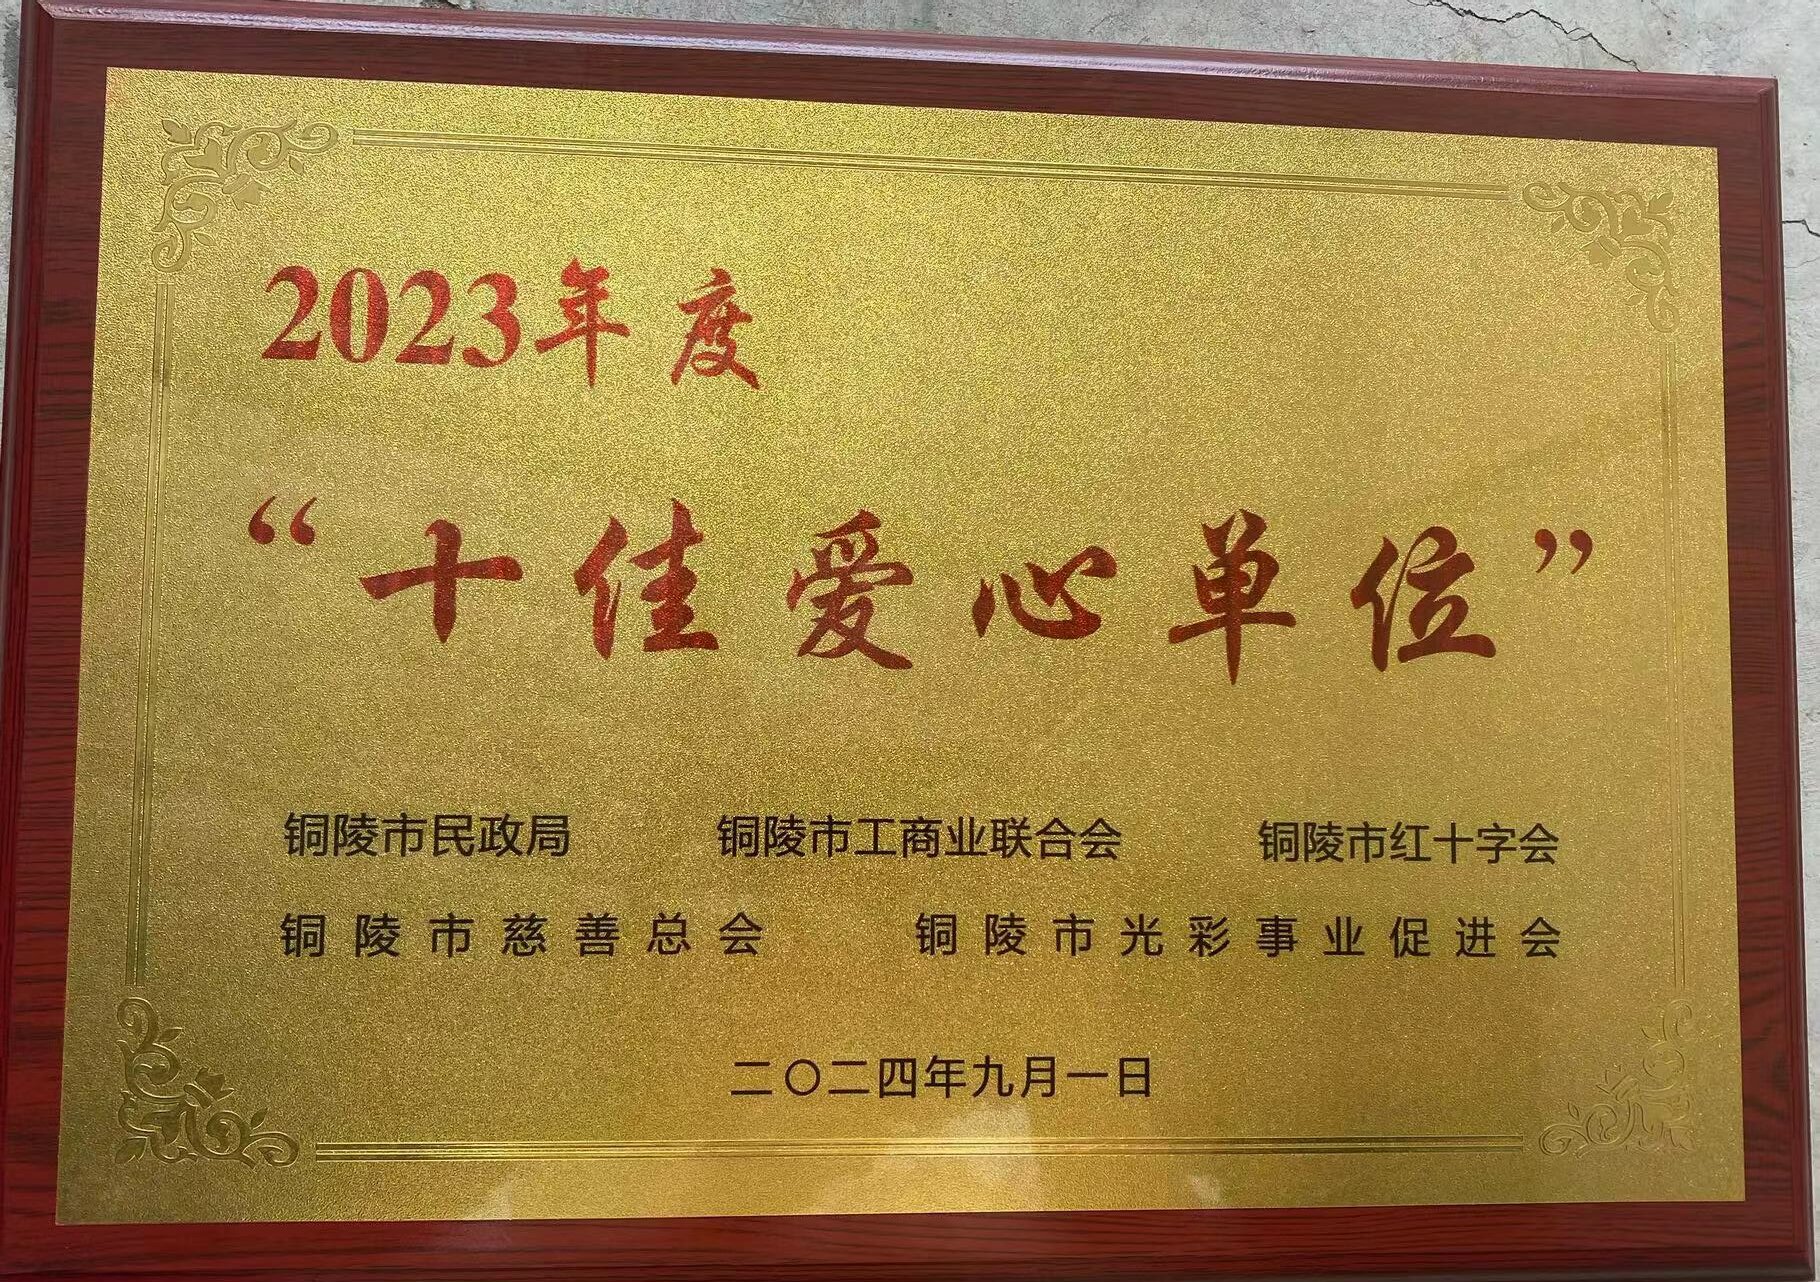 2023年度
“十佳爱心单位”
铜陵市民政局 铜陵市工商业联合会 铜陵市红十字会
铜陵市慈善总会 铜陵市光彩事业促进会
二〇二四年九月一日